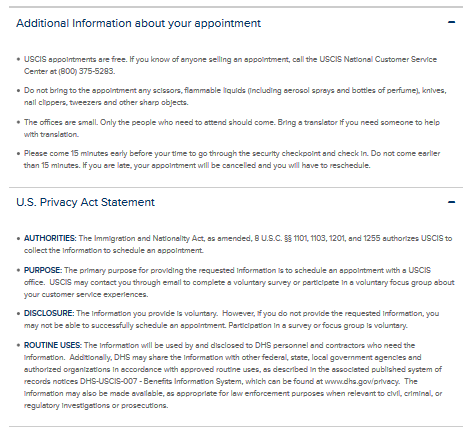 Additional Information about your appointment
• USCIS appointments are free. If you know of anyone selling an appointment, call the USCIS National Customer Service
Center at (800) 375-5283.
• Do not bring to the appointment any scissors, flammable liquids (including aerosol sprays and bottles of perfume), knives,
nail clippers, tweezers and other sharp objects.
• The offices are small. Only the people who need to attend should come. Bring a translator if you need someone to help
with translation.
• Please come 15 minutes early before your time to go through the security checkpoint and check in. Do not come earlier
than 15 minutes. If you are late, your appointment will be cancelled and you will have to reschedule.
U.S. Privacy Act Statement
• AUTHORITIES: The Immigration and Nationality Act, as amended, 8 U.S.C. §§ 1101, 1103, 1201, and 1255 authorizes USCIS to
collect the information to schedule an appointment.
• PURPOSE: The primary purpose for providing the requested information is to schedule an appointment with a USCIS
office. USCIS may contact you through email to complete a voluntary survey or participate in a voluntary focus group about
your customer service experiences.
• DISCLOSURE: The information you provide is voluntary. However, if you do not provide the requested information, you
may not be able to successfully schedule an appointment. Participation in a survey or focus group is voluntary.
• ROUTINE USES: The information will be used by and disclosed to DHS personnel and contractors who need the
information. Additionally, DHS may share the information with other federal, state, local government agencies and
authorized organizations in accordance with approved routine uses, as described in the associated published system of
records notices DHS-USCIS-007 - Benefits Information System, which can be found at www.dhs.gov/privacy. The
information may also be made available, as appropriate for law enforcement purposes when relevant to civil, criminal, or
regulatory investigations or prosecutions.